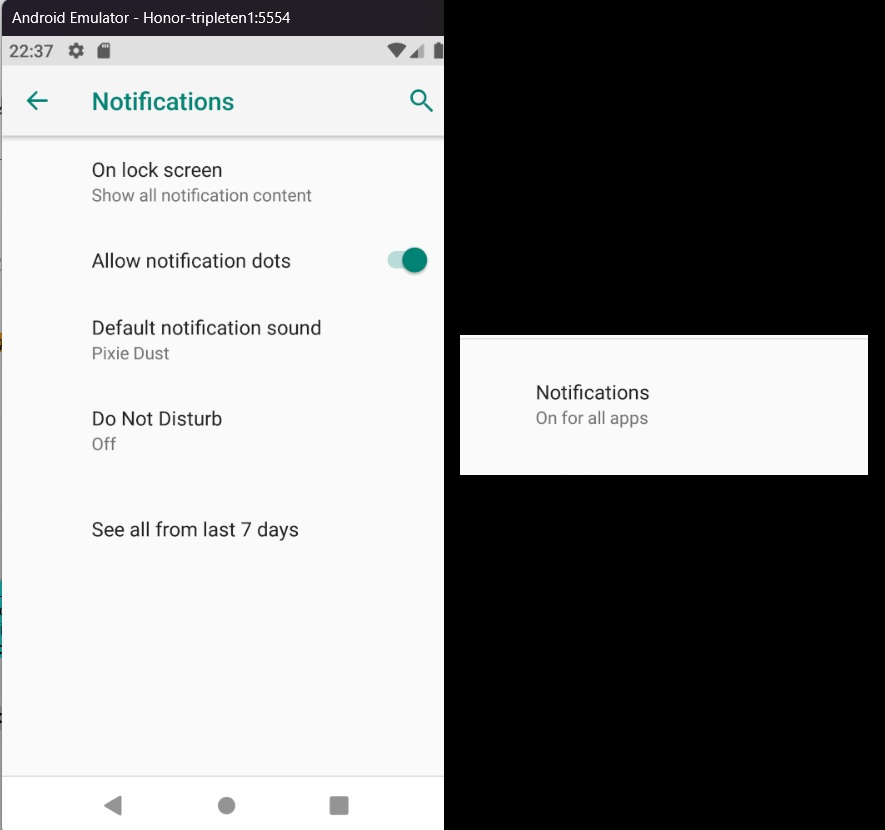 Android Emulator - Honor-tripleten1:5554
22:37
Notifications
On lock screen
Show all notification content
Allow notification dots
Default notification sound
Pixie Dust
Do Not Disturb
Off
See all from last 7 days
Notifications
On for all apps